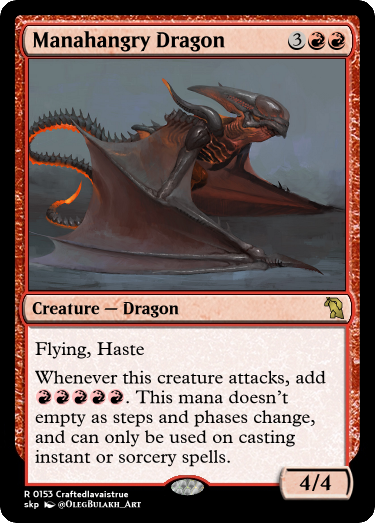 Manahangry Dragon 3
Creature — Dragon
Flying, Haste
Whenever this creature attacks, add
. This mana doesn't
empty as steps and phases change,
and can only be used on casting
instant or sorcery spells.
4/4
R 0153 Craftedlavaistrue
skp @OlegBulakh_Art